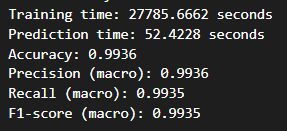 Training time: 27785.6662 seconds
Prediction time: 52.4228 seconds
Accuracy: 0.9936
Precision (macro): 0.9936
Recall (macro): 0.9935
F1-score (macro): 0.9935